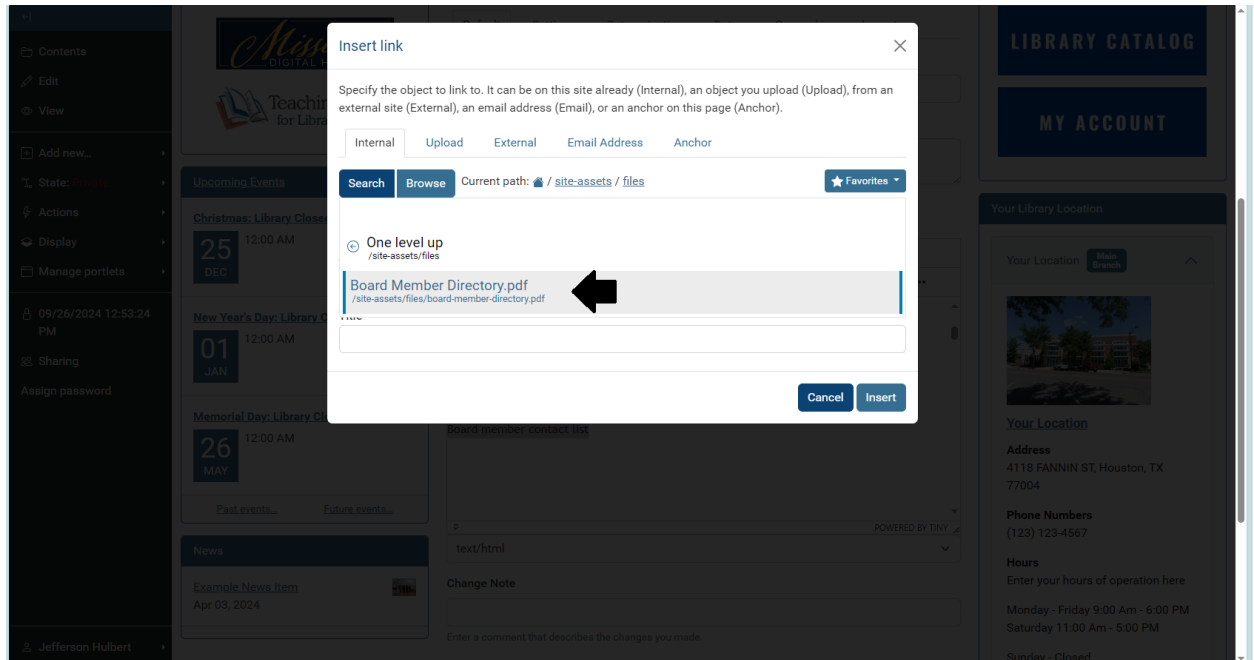 Contents
Edit
View
Add new...
State: Private
Actions
Display
Manage portlets
09/26/2024 12:53:24
PM
Sharing
Assign password
Jefferson Hulbert
DIGITAL
for Libra
Upcoming Events
Christmas: Library Close
25
DEC
12:00 AM
New Year's Day: Library C
01
JAN
12:00 AM
Memorial Day: Library Cl
26
MAY
12:00 AM
Past events...
Future events...
News
Example News Item
Apr 03, 2024
Insert link
Specify the object to link to. It can be on this site already (Internal), an object you upload (Upload), from an
external site (External), an email address (Email), or an anchor on this page (Anchor).
Internal Upload External Email Address Anchor
Search Browse Current path: / site-assets / files Favorites
One level up
/site-assets/files
Board Member Directory.pdf
/site-assets/files/board-member-directory.pdf
Title
Cancel Insert
Board member contact list
P
POWERED BY TINY
text/html
Change Note
Enter a comment that describes the changes you made.
LIBRARY CATALOG
MY ACCOUNT
Your Library Location
Your Location Main
Branch
Your Location
Address
4118 FANNIN ST, Houston, TX
77004
Phone Numbers
(123) 123-4567
Hours
Enter your hours of operation here
Monday - Friday 9:00 Am - 6:00 PM
Saturday 11:00 Am - 5:00 PM
Sunday - Closed